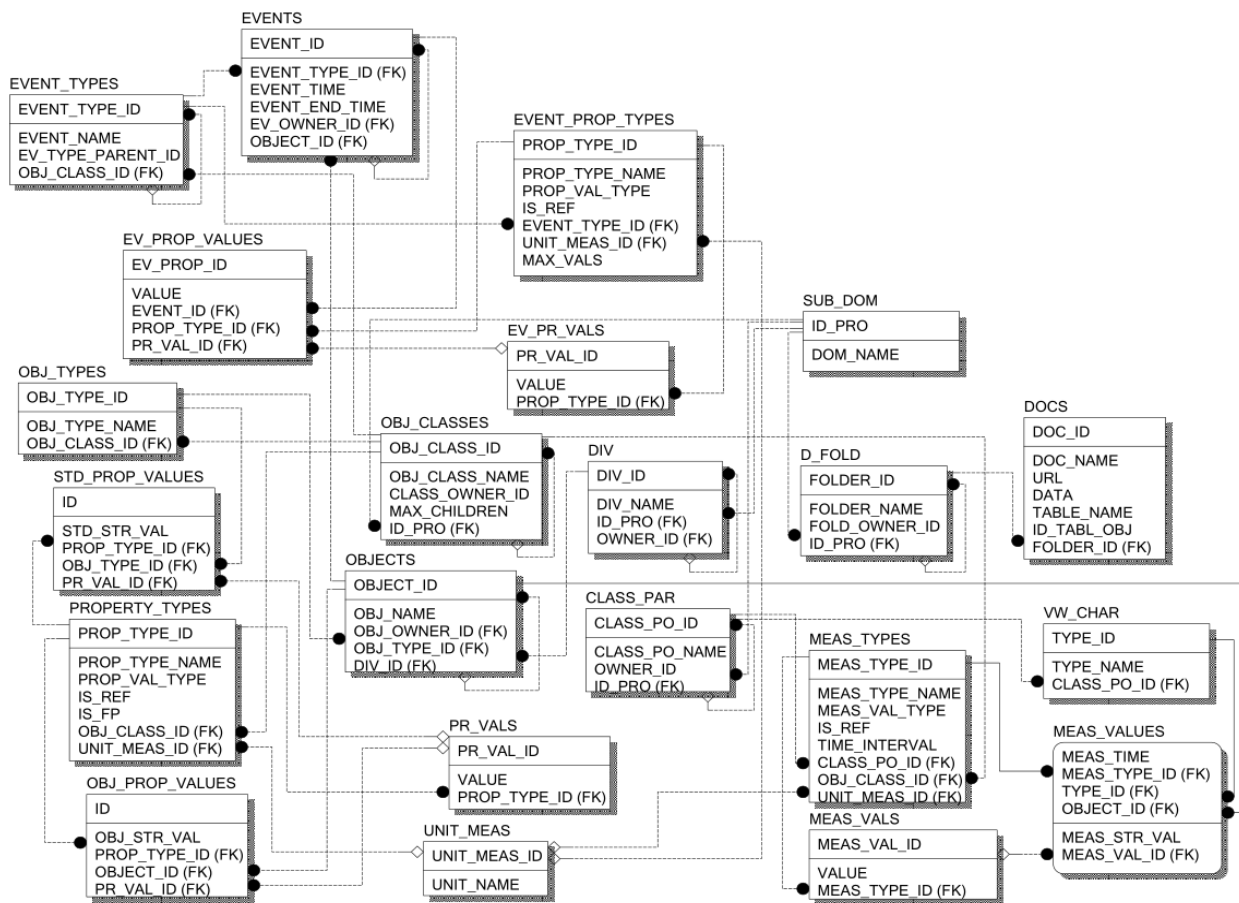 EVENTS
EVENT_ID
EVENT_TYPE_ID (FK)
EVENT_TIME
EVENT_END_TIME
EV_OWNER_ID (FK)
OBJECT_ID (FK)
EVENT_TYPES
EVENT_TYPE_ID
EVENT_NAME
EV_TYPE_PARENT_ID
OBJ_CLASS_ID (FK)
EVENT_PROP_TYPES
PROP_TYPE_ID
PROP_TYPE_NAME
PROP_VAL_TYPE
IS_REF
EVENT_TYPE_ID (FK)
UNIT_MEAS_ID (FK)
MAX_VALS
EV_PROP_VALUES
EV_PROP_ID
VALUE
EVENT_ID (FK)
PROP_TYPE_ID (FK)
PR_VAL_ID (FK)
SUB_DOM
ID_PRO
DOM_NAME
EV_PR_VALS
PR_VAL_ID
VALUE
PROP_TYPE_ID (FK)
OBJ_TYPES
OBJ_TYPE_ID
OBJ_TYPE_NAME
OBJ_CLASS_ID (FK)
OBJ_CLASSES
OBJ_CLASS_ID
OBJ_CLASS_NAME
CLASS_OWNER_ID
MAX_CHILDREN
ID_PRO (FK)
DIV
DIV_ID
DIV_NAME
ID_PRO (FK)
OWNER_ID (FK)
D_FOLD
FOLDER_ID
FOLDER_NAME
FOLD_OWNER_ID
ID_PRO (FK)
DOCS
DOC_ID
DOC_NAME
URL
DATA
TABLE_NAME
ID_TABL_OBJ
FOLDER_ID (FK)
STD_PROP_VALUES
ID
STD_STR_VAL
PROP_TYPE_ID (FK)
OBJ_TYPE_ID (FK)
PR_VAL_ID (FK)
OBJECTS
OBJECT_ID
OBJ_NAME
OBJ_OWNER_ID (FK)
OBJ_TYPE_ID (FK)
DIV_ID (FK)
CLASS_PAR
CLASS_PO_ID
CLASS_PO_NAME
OWNER_ID
ID_PRO (FK)
PROPERTY_TYPES
PROP_TYPE_ID
PROP_TYPE_NAME
PROP_VAL_TYPE
IS_REF
IS_FP
OBJ_CLASS_ID (FK)
UNIT_MEAS_ID (FK)
MEAS_TYPES
MEAS_TYPE_ID
MEAS_TYPE_NAME
MEAS_VAL_TYPE
IS_REF
TIME_INTERVAL
CLASS_PO_ID (FK)
OBJ_CLASS_ID (FK)
UNIT_MEAS_ID (FK)
VW_CHAR
TYPE_ID
TYPE_NAME
CLASS_PO_ID (FK)
PR_VALS
PR_VAL_ID
VALUE
PROP_TYPE_ID (FK)
MEAS_VALUES
MEAS_TIME
MEAS_TYPE_ID (FK)
TYPE_ID (FK)
OBJECT_ID (FK)
MEAS_STR_VAL
MEAS_VAL_ID (FK)
OBJ_PROP_VALUES
ID
OBJ_STR_VAL
PROP_TYPE_ID (FK)
OBJECT_ID (FK)
PR_VAL_ID (FK)
UNIT_MEAS
UNIT_MEAS_ID
UNIT_NAME
MEAS_VALS
MEAS_VAL_ID
VALUE
MEAS_TYPE_ID (FK)